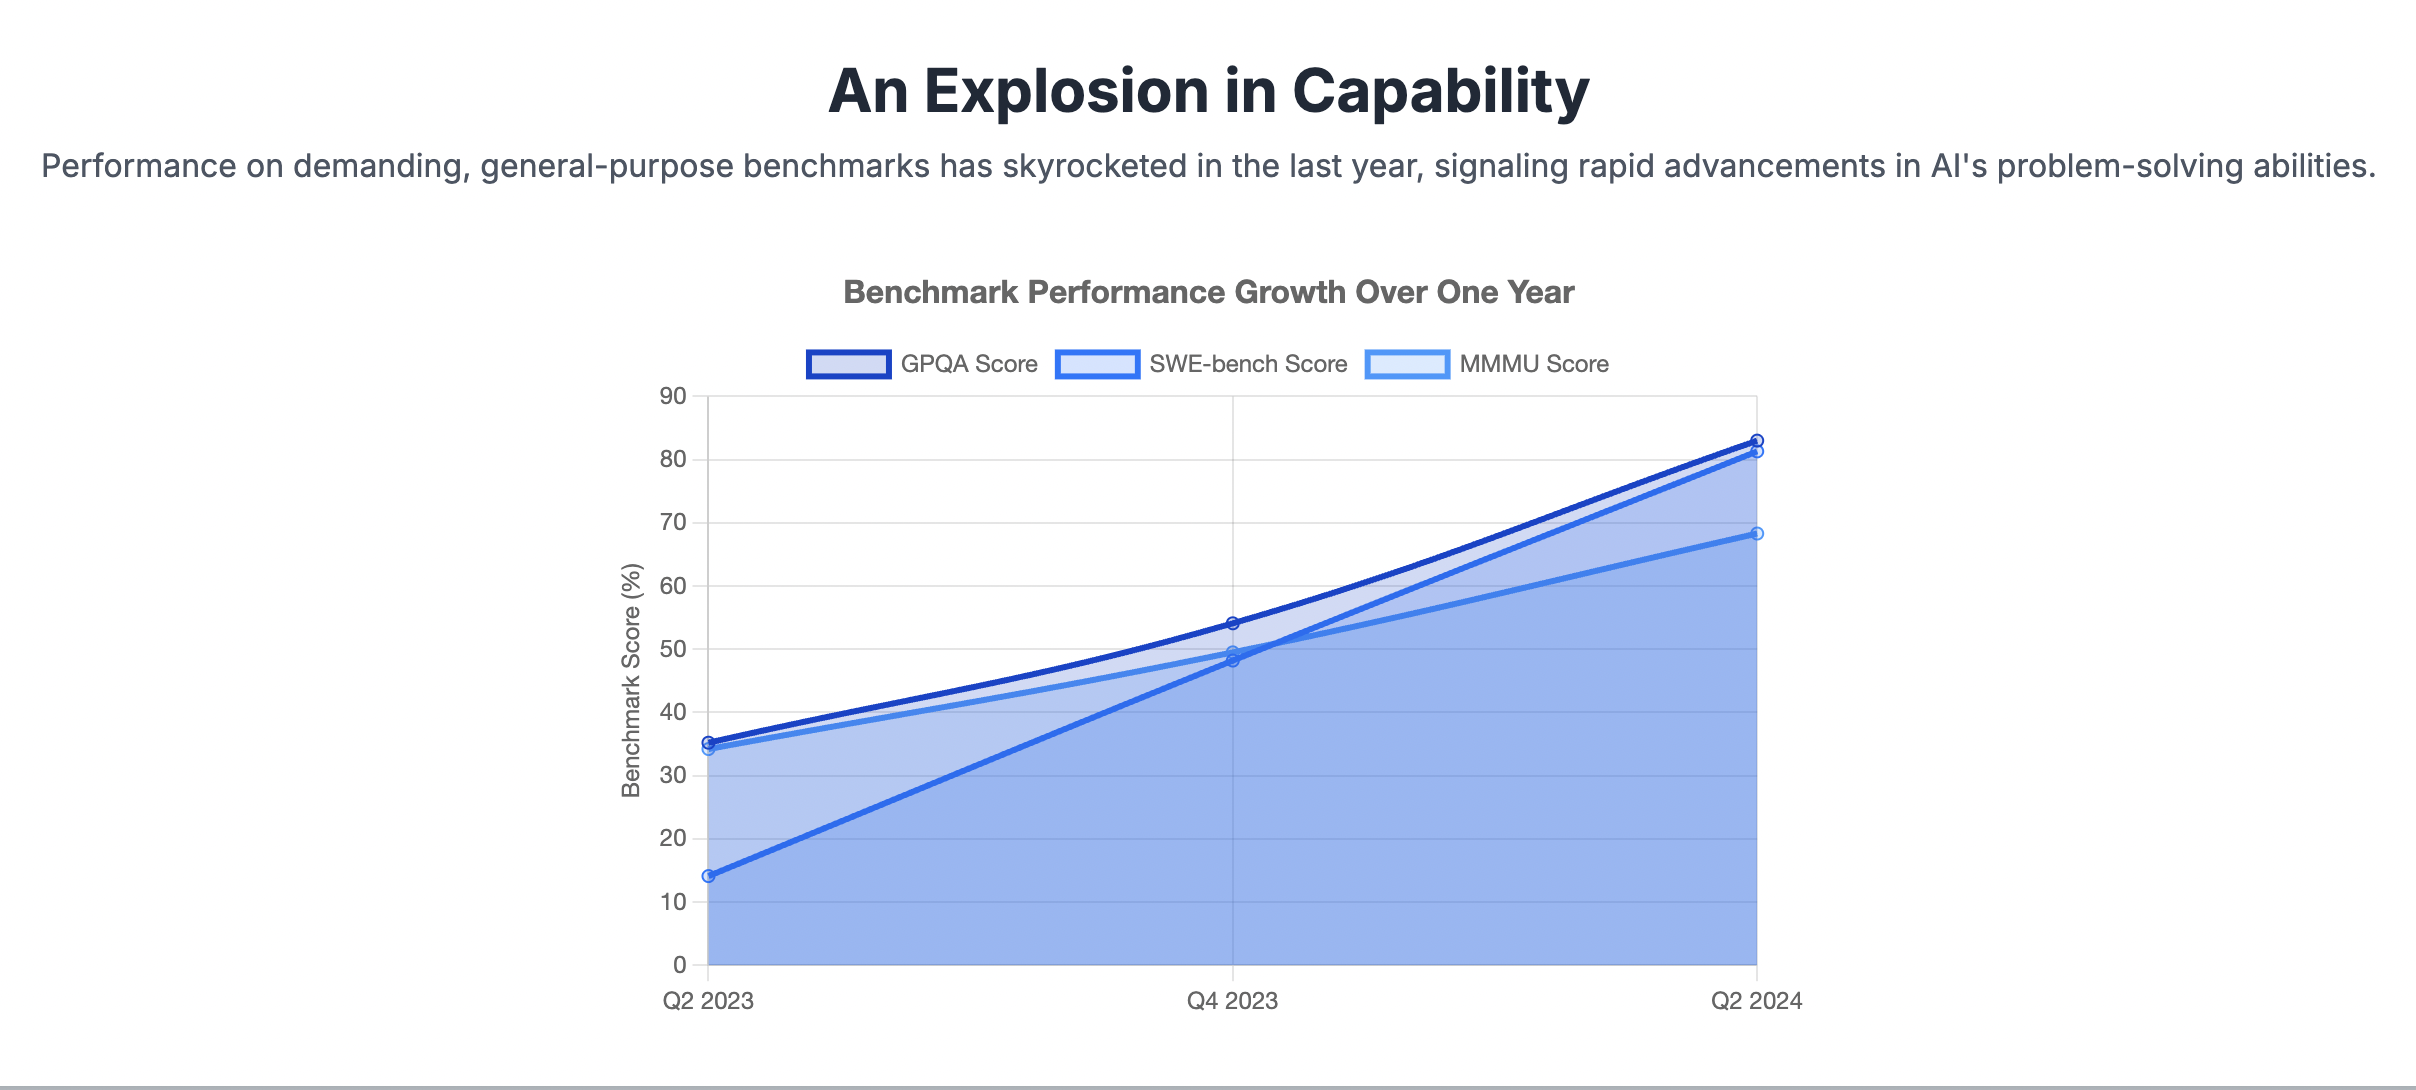 An Explosion in Capability
Performance on demanding, general-purpose benchmarks has skyrocketed in the last year, signaling rapid advancements in AI's problem-solving abilities.
Benchmark Performance Growth Over One Year
GPQA Score
SWE-bench Score
MMMU Score
Benchmark Score (%)
90
80
70
60
50
40
30
20
10
0
Q2 2023
Q4 2023
Q2 2024